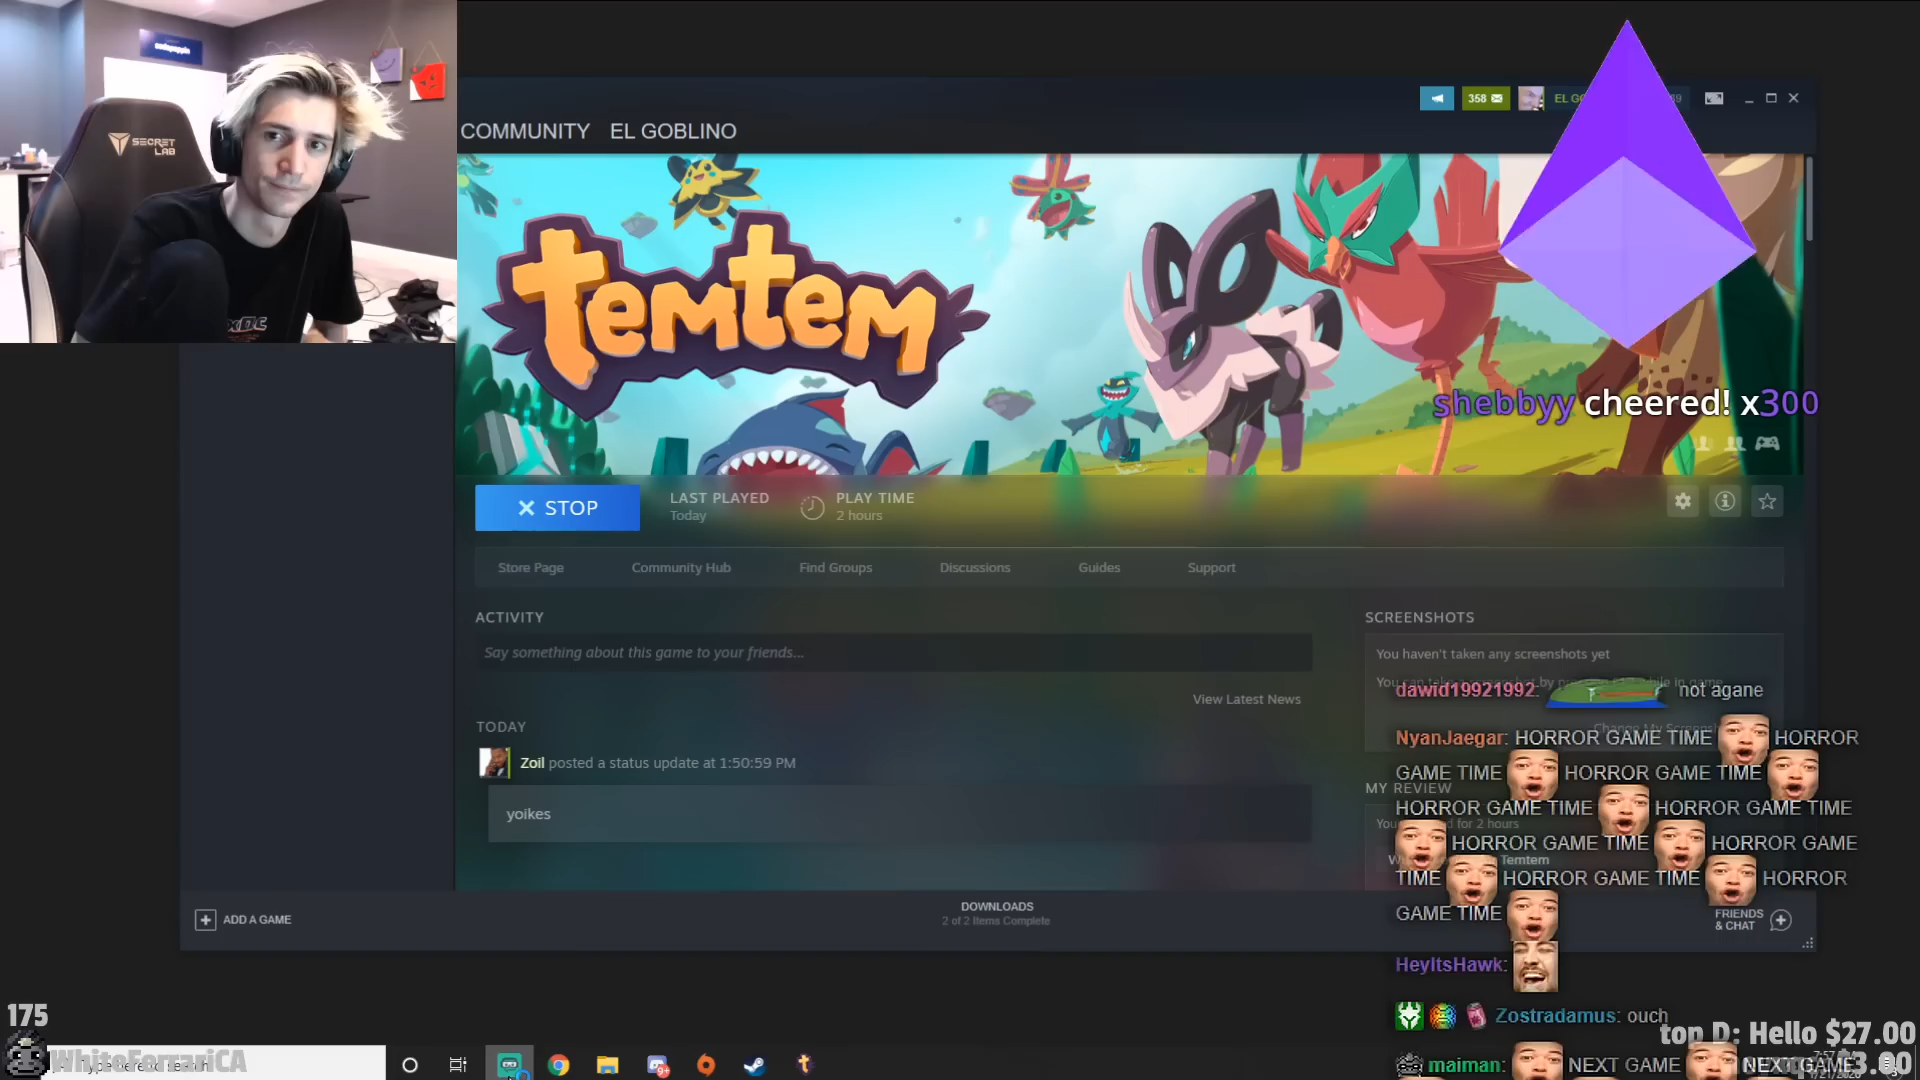 SECRET
LAB
358
EL GO
COMMUNITY EL GOBLINO
temtem
shebbyy cheered! x300
STOP
LAST PLAYED
Today
PLAY TIME
2 hours
Store Page Community Hub Find Groups Discussions Guides Support
ACTIVITY
Say something about this game to your friends...
View Latest News
TODAY
Zoil posted a status update at 1:50:59 PM
yoikes
SCREENSHOTS
You haven't taken any screenshots yet
MY REVIEW
for 2 hours
Temtem
dawid19921992: not agane
NyanJaegar: HORROR GAME TIME HORROR
GAME TIME HORROR GAME TIME
HORROR GAME TIME HORROR GAME TIME
HORROR GAME TIME HORROR GAME
TIME HORROR GAME TIME HORROR
GAME TIME
HeyItsHawk:
Zostradamus: ouch
maiman: NEXT GAME NEXT GAME
ADD A GAME
DOWNLOADS
2 of 2 Items Complete
FRIENDS
& CHAT
175
WhiteFerrariCA
top D: Hello $27.00